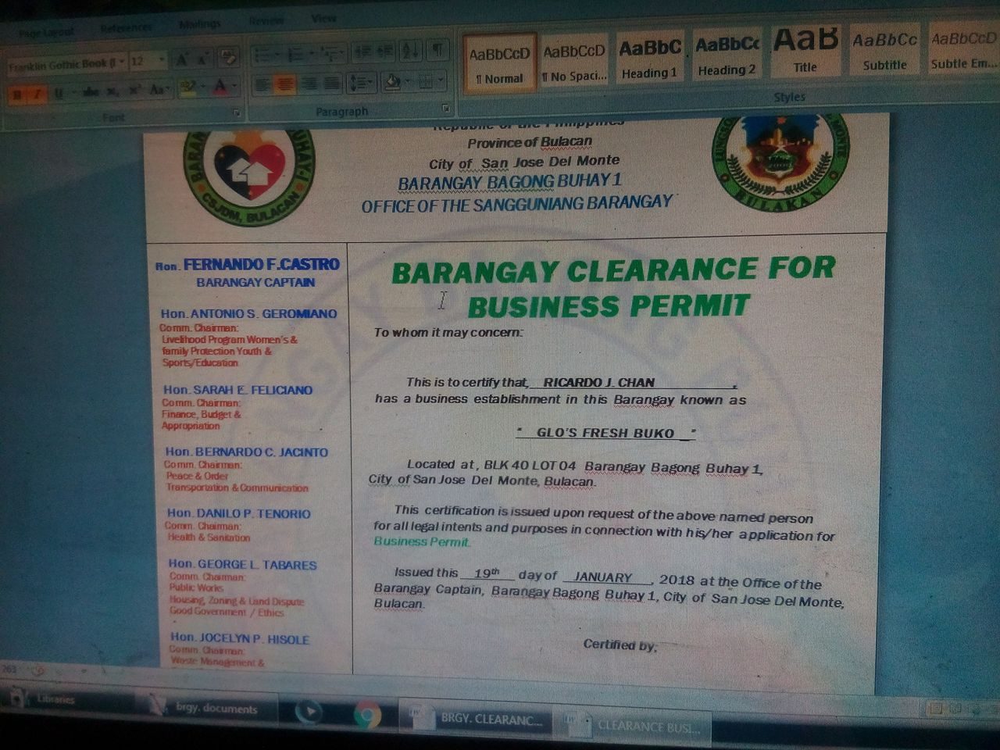 Page Layout References Mailings Review View
Franklin Gothic Book (I 12
AaBbCcD AaBbCcD AaBbC AaBbCc AaB AaBbCc AaBbCcD
¶ Normal ¶ No Spaci... Heading 1 Heading 2 Title Subtitle Subtle Em...
Font Paragraph Styles
Republic of the Philippines
Province of Bulacan
City of San Jose Del Monte
BARANGAY BAGONG BUHAY 1
OFFICE OF THE SANGGUNIANG BARANGAY
CSJDM, BULACAN
BULAKAN
Hon. FERNANDO F.CASTRO
BARANGAY CAPTAIN
Hon. ANTONIO S. GEROMIANO
Comm. Chairman:
Livelihood Program Women's &
family Protection Youth &
Sports/Education
Hon. SARAH E. FELICIANO
Comm. Chairman:
Finance, Budget &
Appropriation
Hon. BERNARDO C. JACINTO
Comm. Chairman:
Peace & Order
Transportation & Communication
Hon. DANILO P. TENORIO
Comm. Chairman:
Health & Sanitation
Hon. GEORGE L. TABARES
Comm. Chairman:
Public Works
Housing, Zoning & Land Dispute
Good Government / Ethics
Hon. JOCELYN P. HISOLE
Comm. Chairman:
Waste Management &
BARANGAY CLEARANCE FOR
BUSINESS PERMIT
To whom it may concern:
This is to certify that, RICARDO J. CHAN ,
has a business establishment in this Barangay known as
" GLO'S FRESH BUKO "
Located at, BLK 40 LOT 04 Barangay Bagong Buhay 1,
City of San Jose Del Monte, Bulacan.
This certification is issued upon request of the above named person
for all legal intents and purposes in connection with his/her application for
Business Permit.
Issued this 19th day of JANUARY, 2018 at the Office of the
Barangay Captain, Barangay Bagong Buhay 1, City of San Jose Del Monte,
Bulacan.
Certified by:
263
Libraries brgy. documents BRGY. CLEARANC... CLEARANCE BUSI...